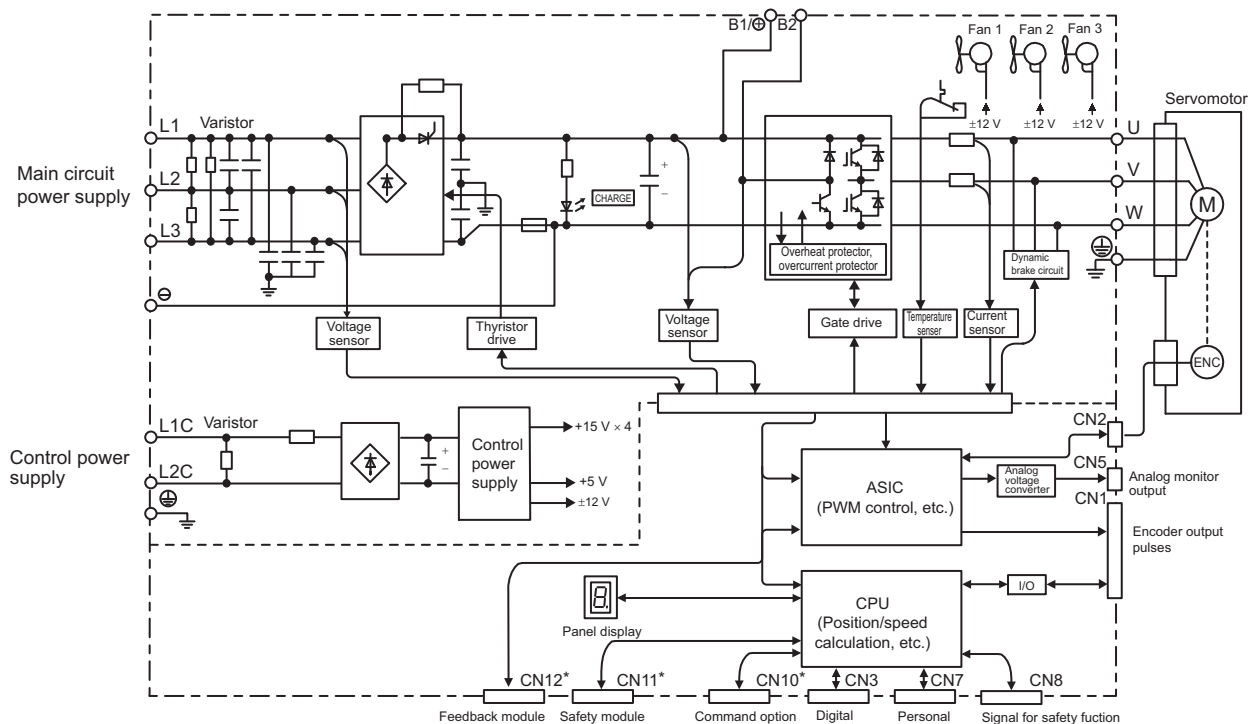 B1/⊕
B2
Fan 1
Fan 2
Fan 3
±12 V
±12 V
±12 V
Servomotor
L1
Varistor
U
Main circuit
power supply
L2
+
−
CHARGE
V
M
L3
W
Overheat protector,
overcurrent protector
Dynamic
brake circuit
⊖
Voltage
sensor
Thyristor
drive
Voltage
sensor
Gate drive
Temperature
senser
Current
sensor
ENC
L1C
Varistor
+15 V × 4
CN2
Control power
supply
+
−
Control
power
supply
L2C
+5 V
±12 V
ASIC
(PWM control, etc.)
Analog
voltage
converter
CN5
Analog monitor
output
CN1
Encoder output
pulses
8.
Panel display
CPU
(Position/speed
calculation, etc.)
I/O
CN12*
CN11*
CN10*
CN3
CN7
CN8
Feedback module
Safety module
Command option
Digital
Personal
Signal for safety fuction